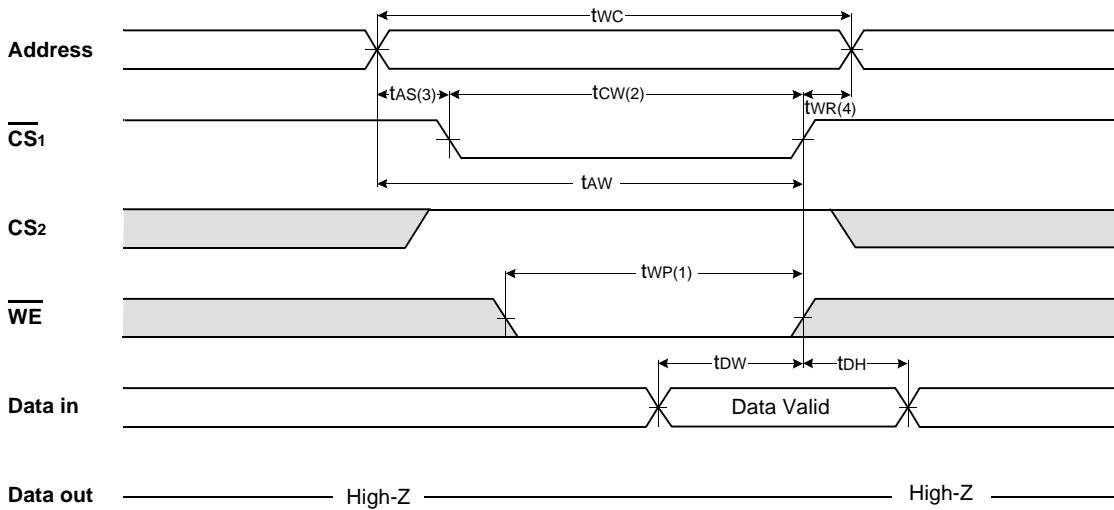 tWC
Address
tAS(3) tCW(2) tWR(4)
CS1
tAW
CS2
tWP(1)
WE
tDW tDH
Data in Data Valid
Data out High-Z High-Z